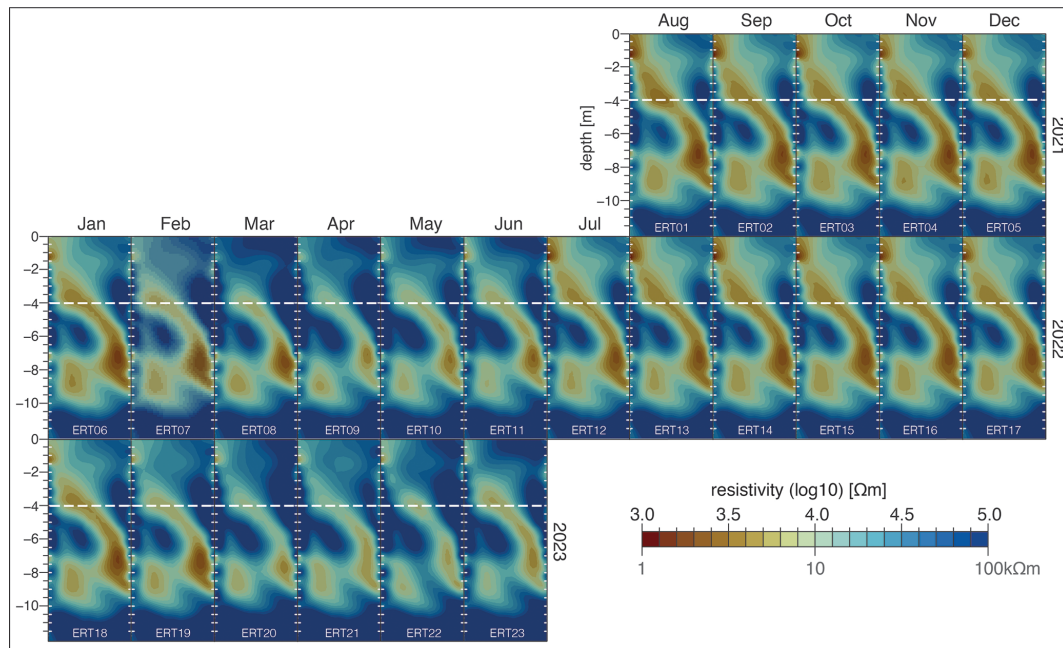 Aug Sep Oct Nov Dec
0
-2
-4
-6
-8
-10
depth [m]
2021
ERT01 ERT02 ERT03 ERT04 ERT05
Jan Feb Mar Apr May Jun Jul
0
-2
-4
-6
-8
-10
2022
ERT06 ERT07 ERT08 ERT09 ERT10 ERT11 ERT12 ERT13 ERT14 ERT15 ERT16 ERT17
0
-2
-4
-6
-8
-10
2023
ERT18 ERT19 ERT20 ERT21 ERT22 ERT23
resistivity (log10) [Ωm]
3.0 3.5 4.0 4.5 5.0
1 10 100kΩm